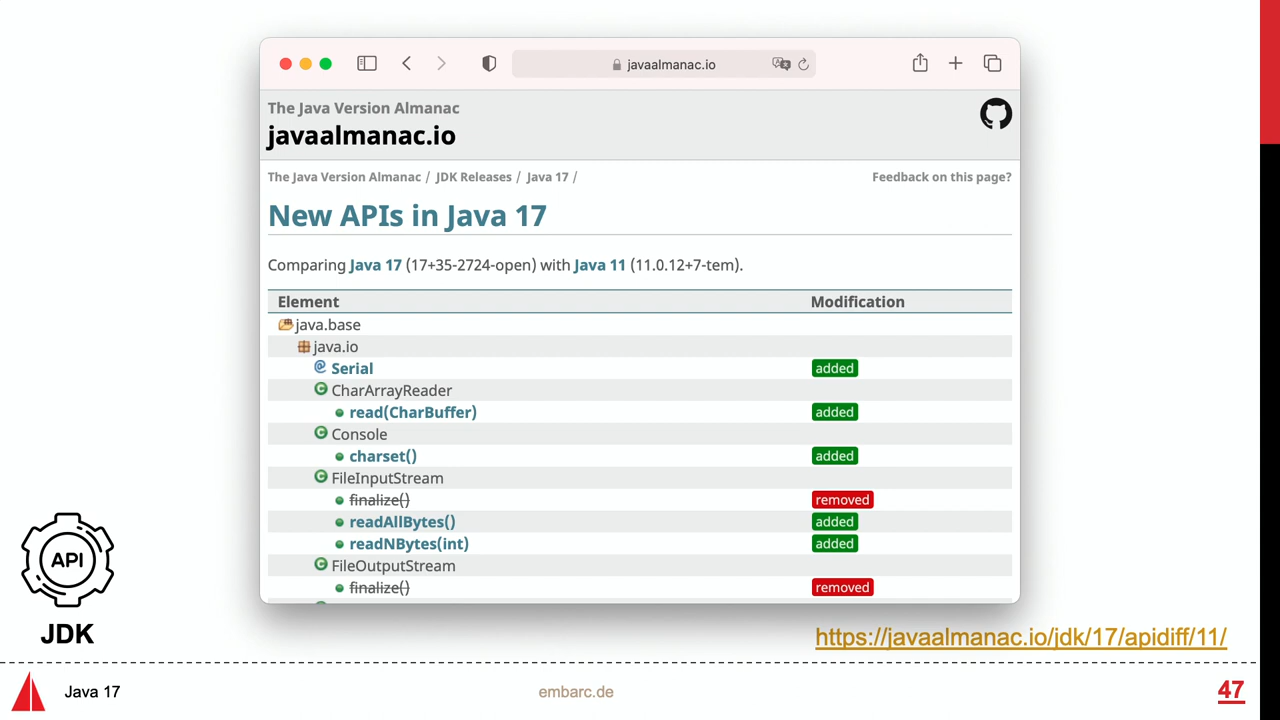 javaalmanac.io
The Java Version Almanac
javaalmanac.io
The Java Version Almanac / JDK Releases / Java 17 /
Feedback on this page?
New APIs in Java 17
Comparing Java 17 (17+35-2724-open) with Java 11 (11.0.12+7-tem).
Element Modification
java.base
java.io
Serial added
CharArrayReader
read(CharBuffer) added
Console
charset() added
FileInputStream
finalize() removed
readAllBytes() added
readNBytes(int) added
FileOutputStream
finalize() removed
API
JDK
https://javaalmanac.io/jdk/17/apidiff/11/
Java 17
embarc.de
47